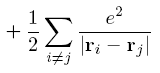 + \frac{1}{2} \sum_{i \neq j} \frac{e^2}{|\mathbf{r}_i - \mathbf{r}_j|}